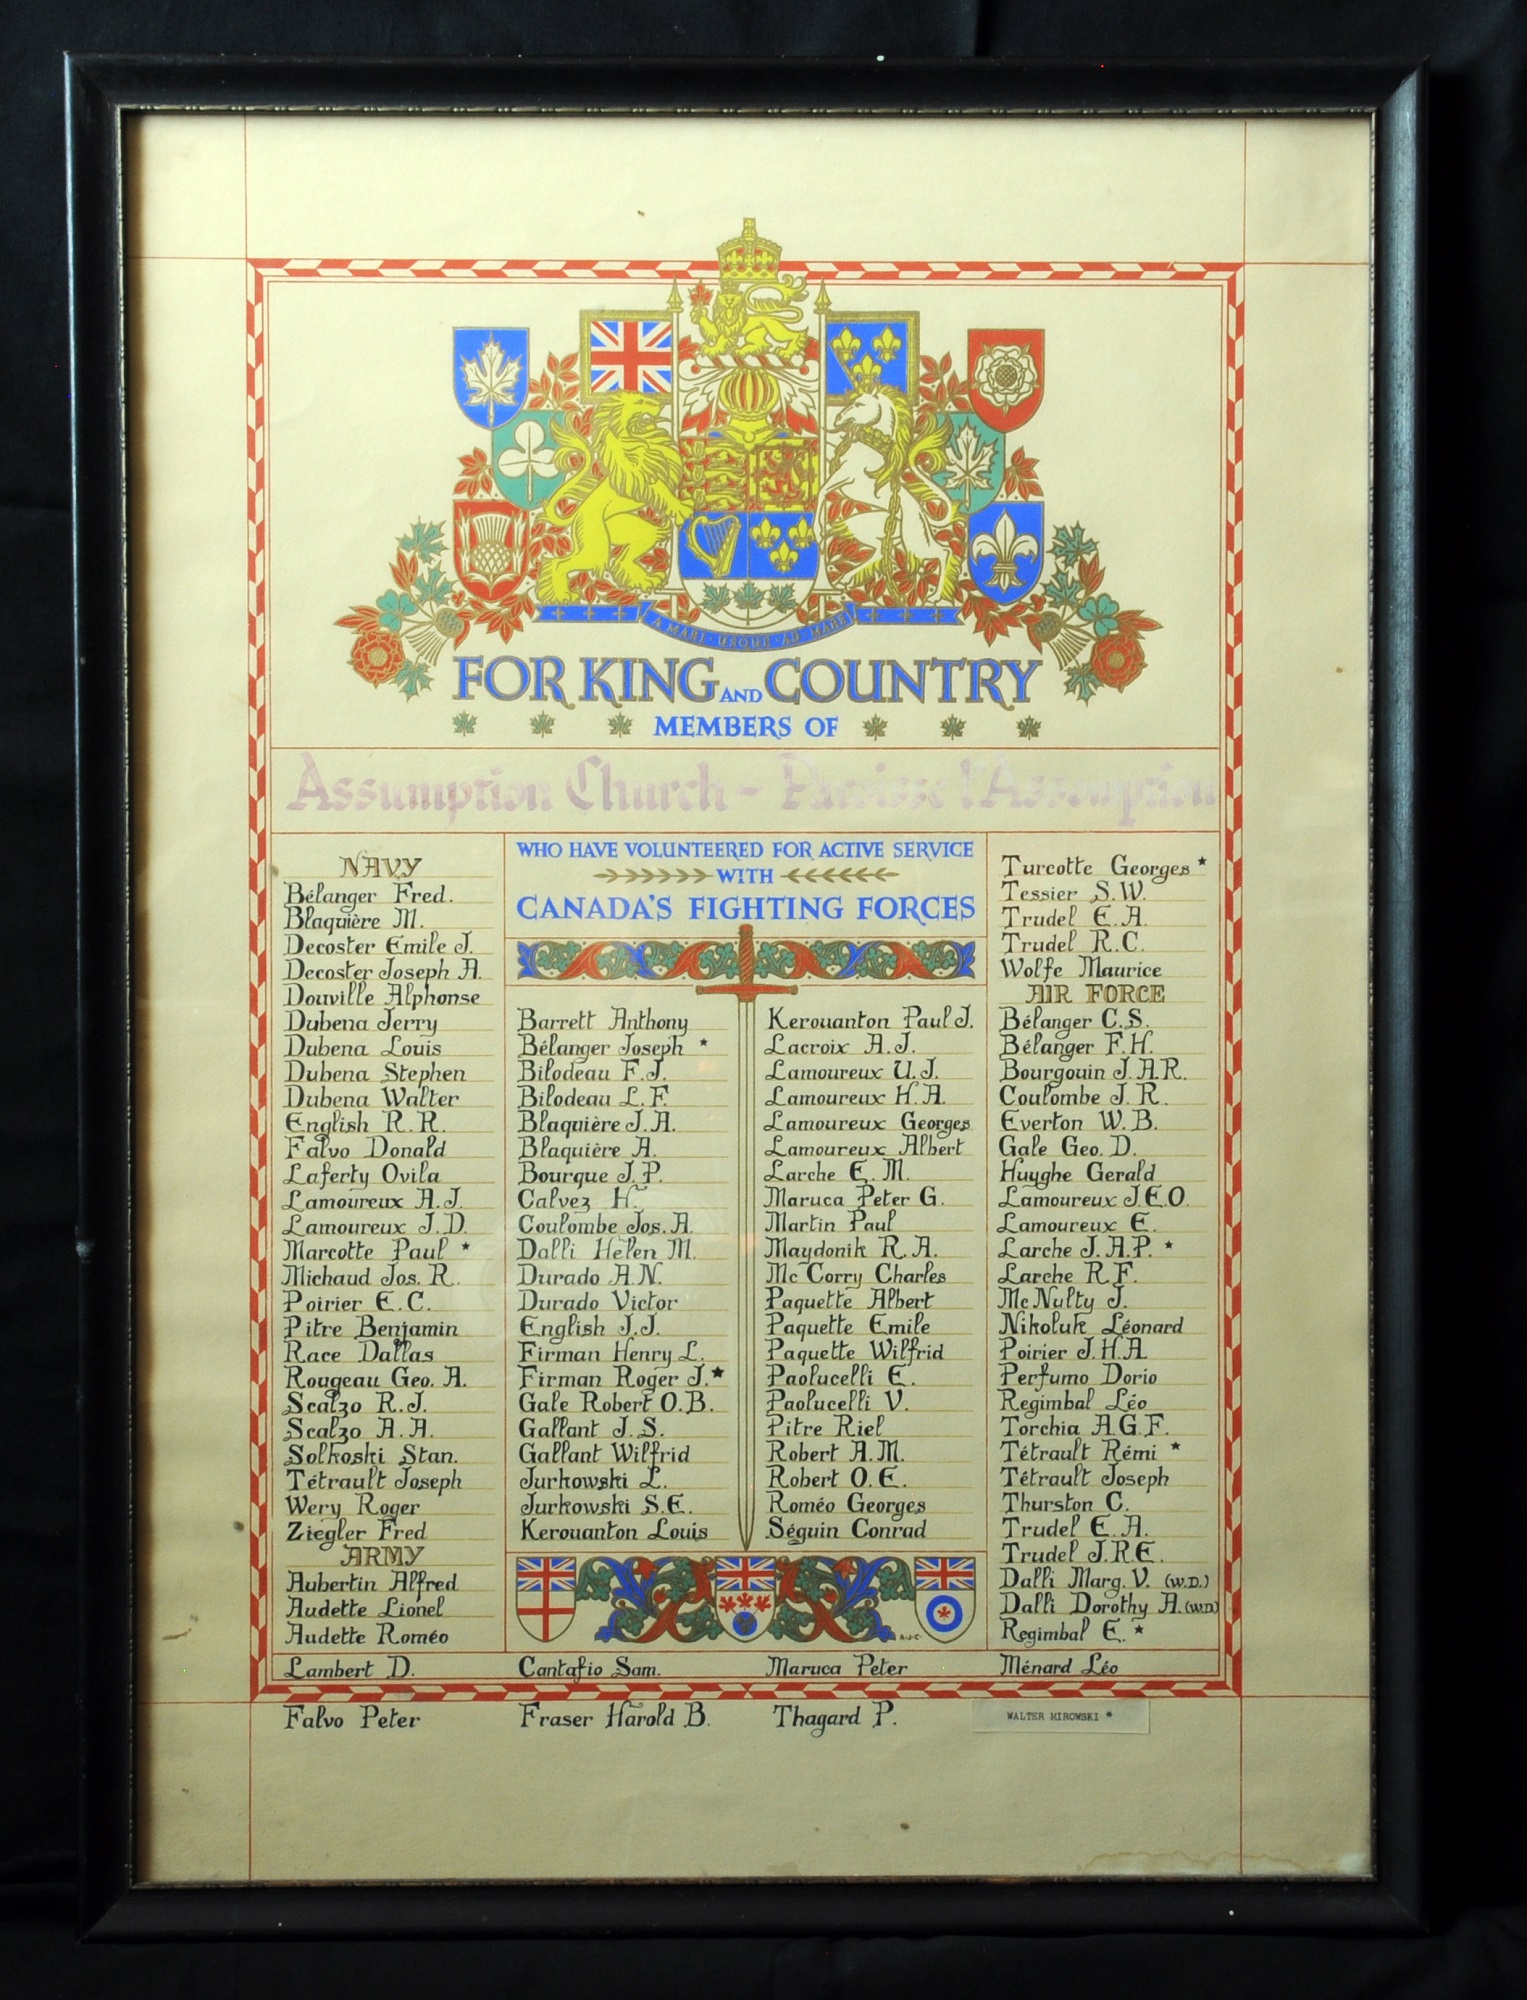 A MARI USQUE AD MARE
FOR KING AND COUNTRY
MEMBERS OF
Assumption Church - Paroisse l'Assomption
WHO HAVE VOLUNTEERED FOR ACTIVE SERVICE
WITH
CANADA'S FIGHTING FORCES
NAVY
Bélanger Fred.
Blaquière M.
Decoster Emile J.
Decoster Joseph A.
Douville Alphonse
Dubena Jerry
Dubena Louis
Dubena Stephen
Dubena Walter
English R. R.
Falvo Donald
Laferty Ovila
Lamoureux A. J.
Lamoureux J. D.
Marcotte Paul *
Michaud Jos. R.
Poirier E. C.
Pitre Benjamin
Race Dallas
Rougeau Geo. A.
Scalzo R. J.
Scalzo A. A.
Solkoski Stan.
Tétrault Joseph
Wery Roger
Ziegler Fred
ARMY
Aubertin Alfred
Audette Lionel
Audette Roméo
Barrett Anthony
Bélanger Joseph *
Bilodeau F. J.
Bilodeau L. F.
Blaquière J. A.
Blaquière A.
Bourque J. P.
Calvez H.
Coulombe Jos. A.
Dalli Helen M.
Durado A. N.
Durado Victor
English J. J.
Firman Henry L.
Firman Roger J. *
Gale Robert O. B.
Gallant J. S.
Gallant Wilfrid
Jurkowski L.
Jurkowski S. E.
Kerouanton Louis
Kerouanton Paul J.
Lacroix A. J.
Lamoureux U. J.
Lamoureux H. A.
Lamoureux Georges
Lamoureux Albert
Larche E. M.
Maruca Peter G.
Martin Paul
Maydonik R. A.
Mc Corry Charles
Paquette Albert
Paquette Emile
Paquette Wilfrid
Paolucelli E.
Paolucelli V.
Pitre Riel
Robert A. M.
Robert O. E.
Roméo Georges
Séguin Conrad
A.J.C.
Turcotte Georges *
Tessier S. W.
Trudel E. A.
Trudel R. C.
Wolfe Maurice
AIR FORCE
Bélanger C. S.
Bélanger F. H.
Bourgouin J. A. R.
Coulombe J. R.
Everton W. B.
Gale Geo. D.
Huyghe Gerald
Lamoureux J. E. O.
Lamoureux E.
Larche J. A. P. *
Larche R. F.
Mc Nulty J.
Nikoluk Léonard
Poirier J. H. A.
Perfumo Dorio
Regimbal Léo
Torchia A. G. F.
Tétrault Rémi *
Tétrault Joseph
Thurston C.
Trudel E. A.
Trudel J. R. E.
Dalli Marg. V. (W.D.)
Dalli Dorothy A. (W.D.)
Regimbal E. *
Lambert D. Cantafio Sam. Maruca Peter Ménard Léo
Falvo Peter Fraser Harold B. Thagard P. WALTER MIROWSKI *